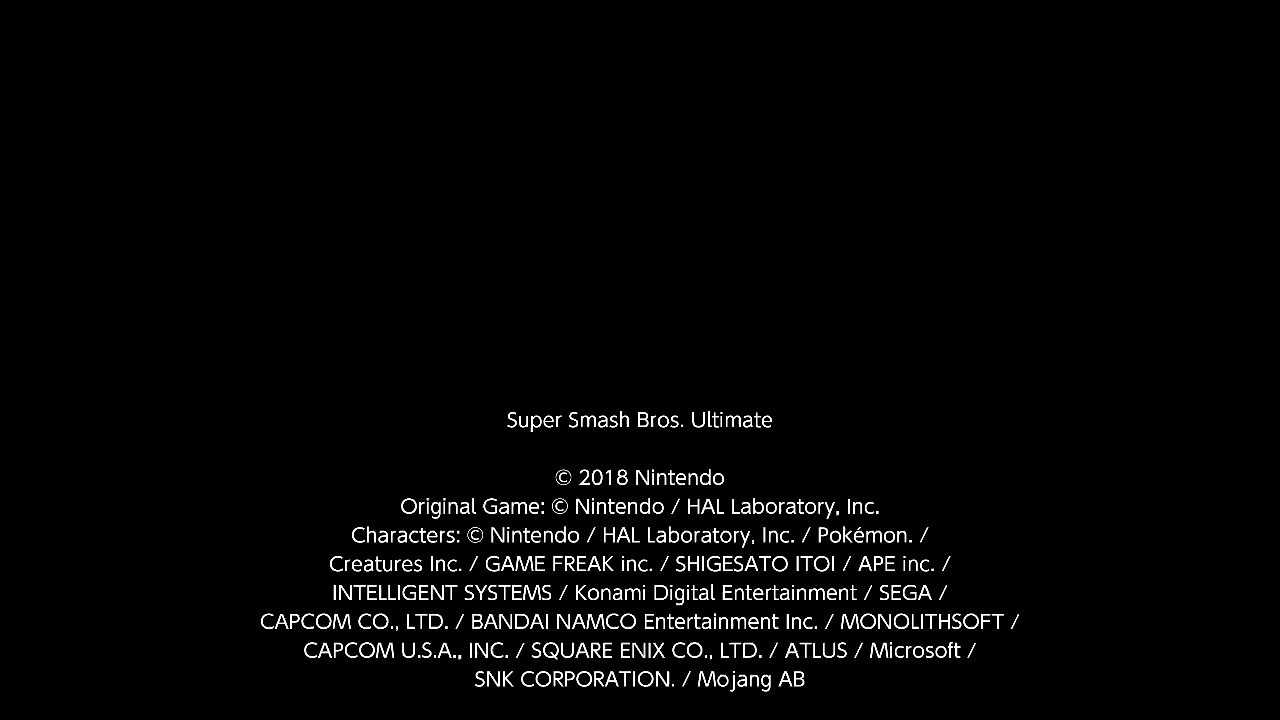 Super Smash Bros. Ultimate
© 2018 Nintendo
Original Game: © Nintendo / HAL Laboratory, Inc.
Characters: © Nintendo / HAL Laboratory, Inc. / Pokémon. /
Creatures Inc. / GAME FREAK inc. / SHIGESATO ITOI / APE inc. /
INTELLIGENT SYSTEMS / Konami Digital Entertainment / SEGA /
CAPCOM CO., LTD. / BANDAI NAMCO Entertainment Inc. / MONOLITHSOFT /
CAPCOM U.S.A., INC. / SQUARE ENIX CO., LTD. / ATLUS / Microsoft /
SNK CORPORATION. / Mojang AB